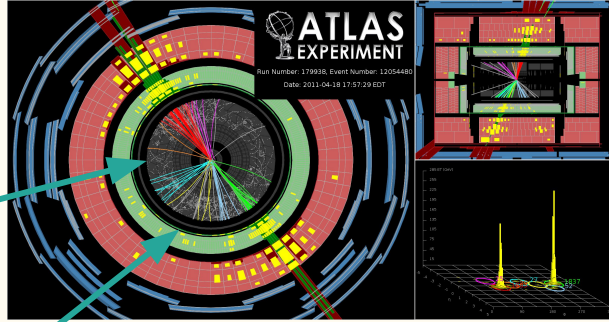 ATLAS
EXPERIMENT
Run Number: 179938, Event Number: 12054480
Date: 2011-04-18 17:57:29 EDT